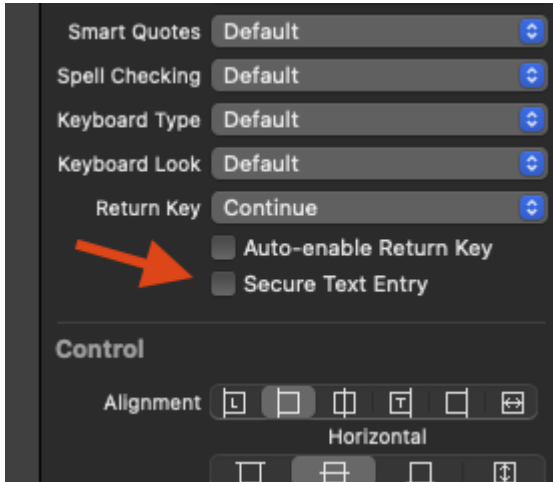 Smart Quotes Default
Spell Checking Default
Keyboard Type Default
Keyboard Look Default
Return Key Continue
Auto-enable Return Key
Secure Text Entry
Control
Alignment L T
Horizontal